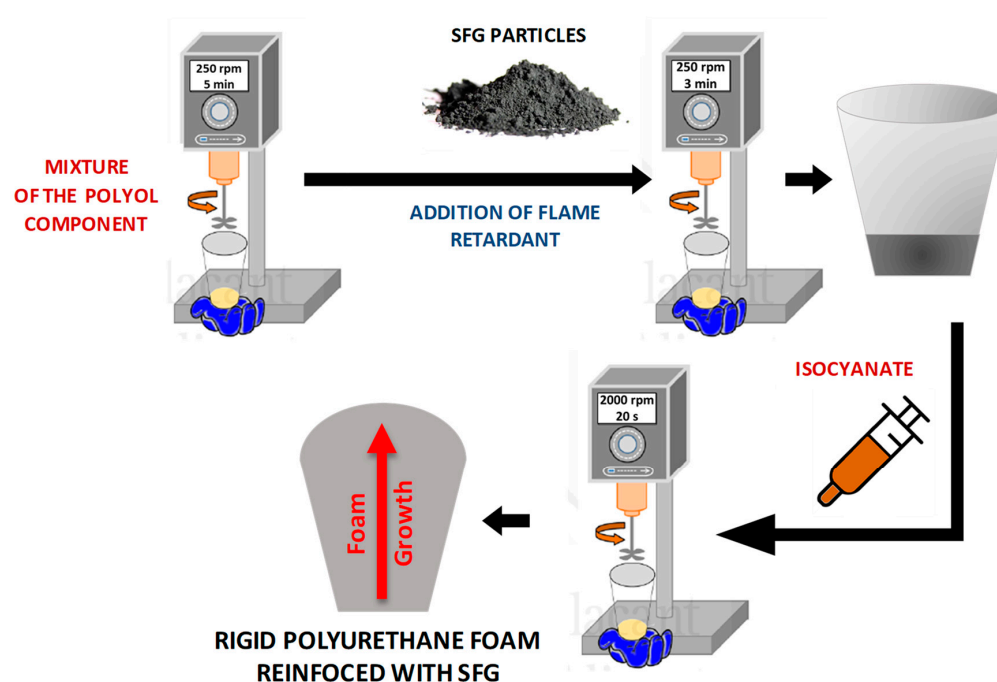 250 rpm
5 min
SFG PARTICLES
250 rpm
3 min
MIXTURE
OF THE POLYOL
COMPONENT
ADDITION OF FLAME
RETARDANT
ISOCYANATE
2000 rpm
20 s
Foam
Growth
RIGID POLYURETHANE FOAM
REINFOCED WITH SFG